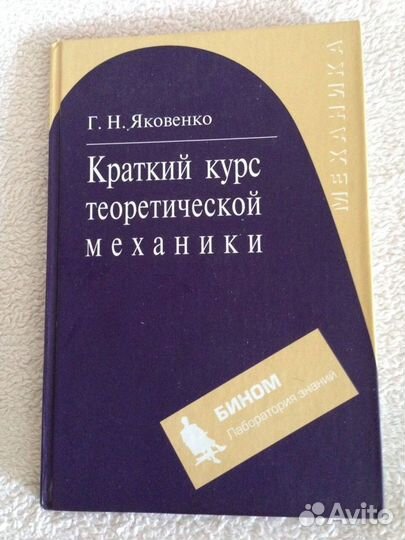 МЕХАНИКА
Г. Н. Яковенко
Краткий курс
теоретической
механики
БИНОМ
Лаборатория знаний
Avito